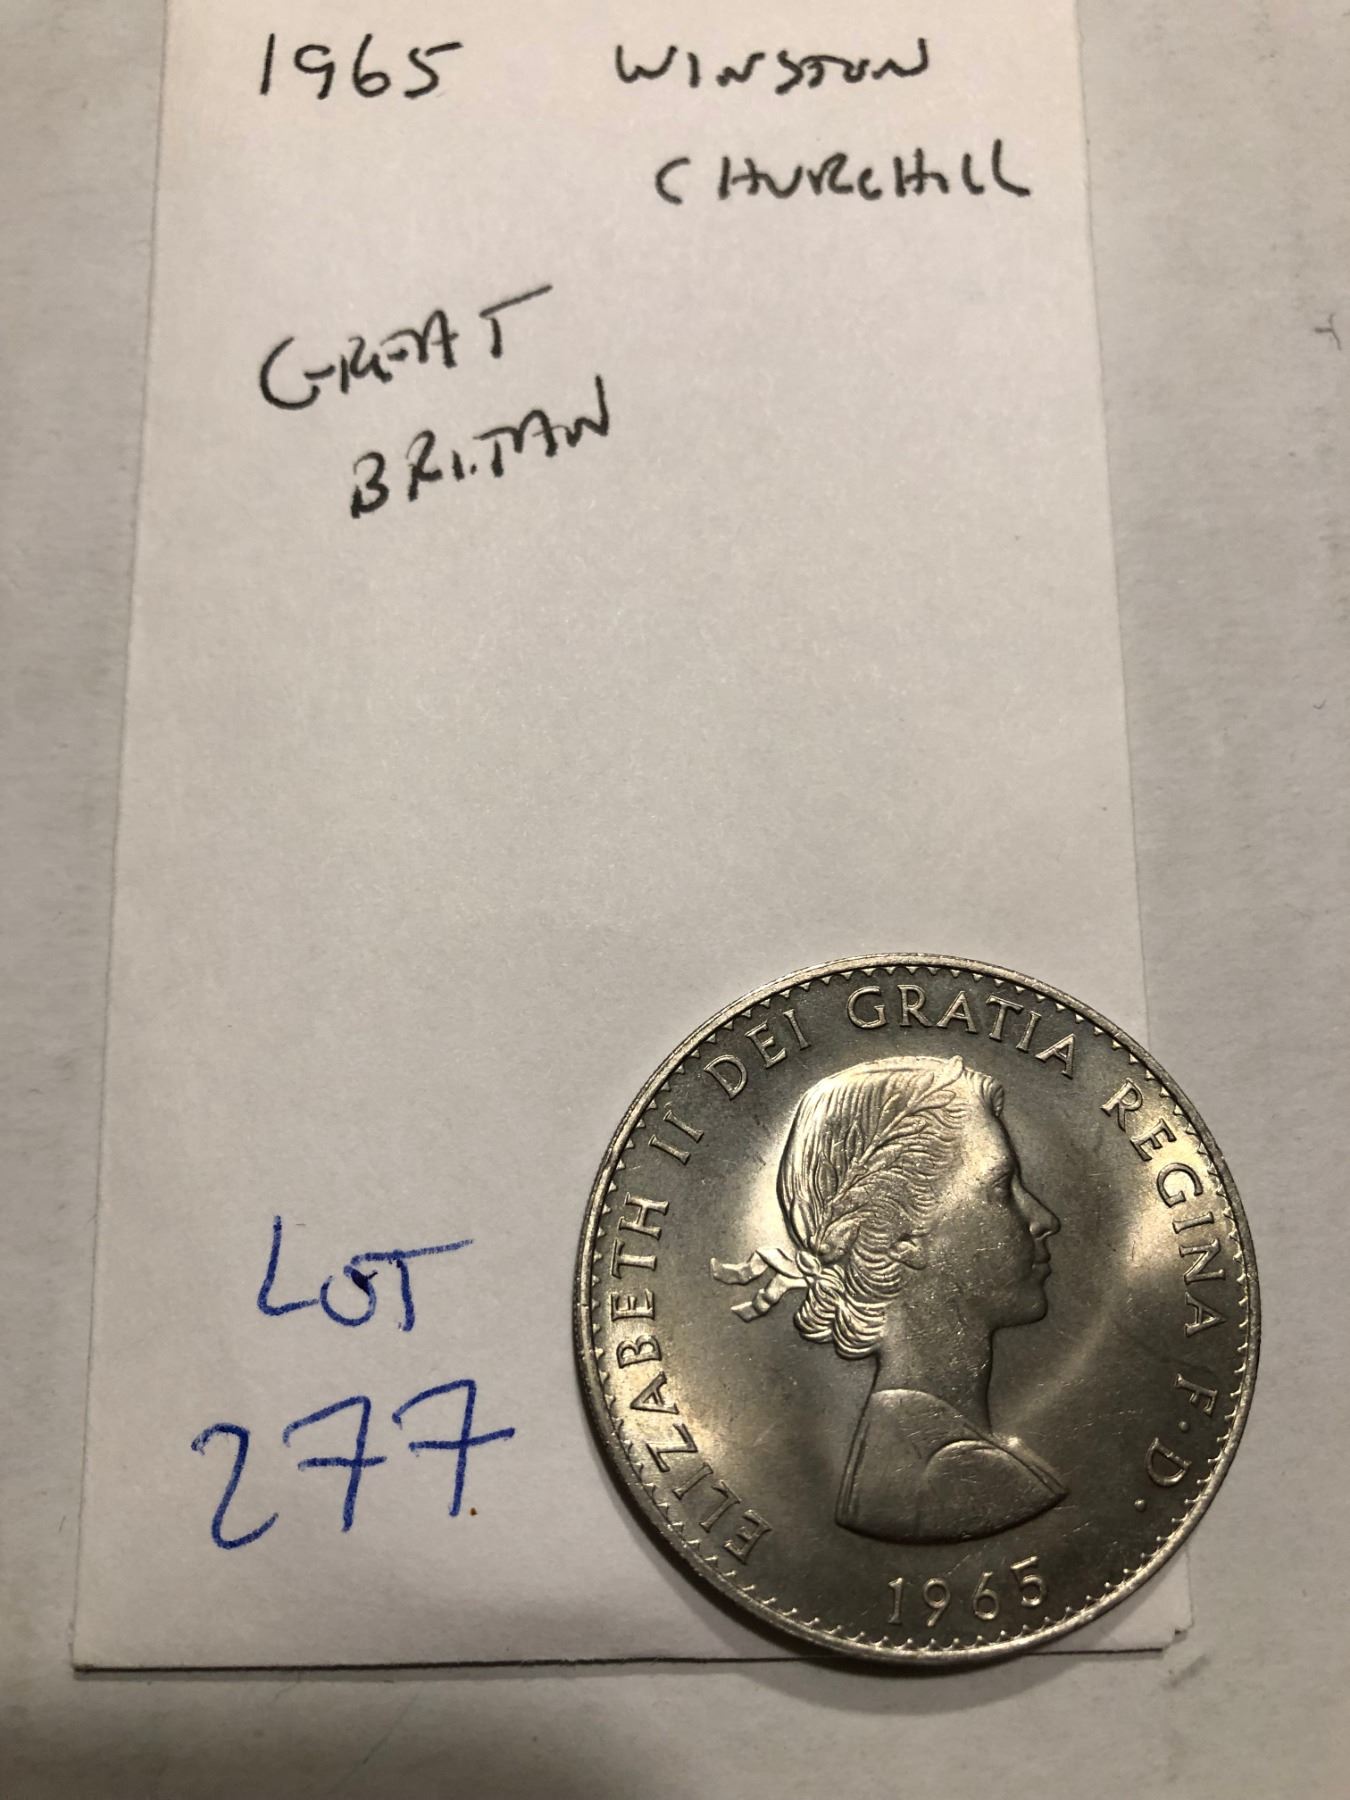 1965 WINSTON
CHURCHILL
GREAT
BRITAIN
LOT
277
ELIZABETH II DEI GRATIA REGINA F. D.
1965